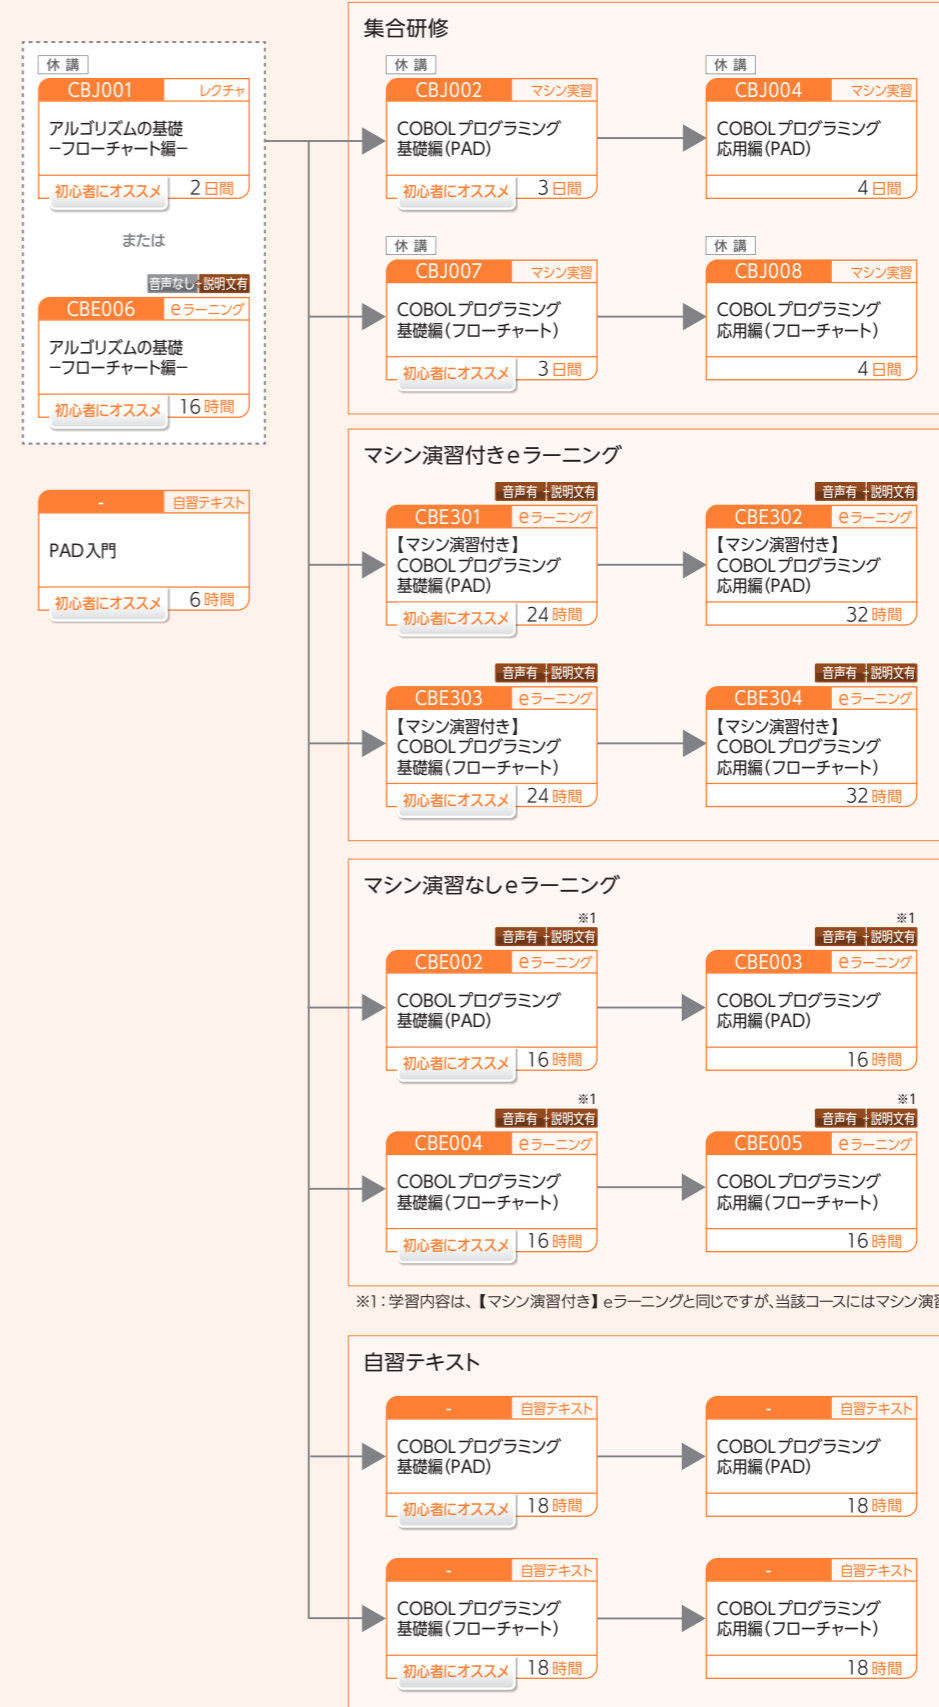 休 講
CBJ001 レクチャ
アルゴリズムの基礎
−フローチャート編−
初心者にオススメ 2日間
または
音声なし 説明文有
CBE006 eラーニング
アルゴリズムの基礎
−フローチャート編−
初心者にオススメ 16時間
- 自習テキスト
PAD入門
初心者にオススメ 6時間
集合研修
休 講
CBJ002 マシン実習
COBOLプログラミング
基礎編(PAD)
初心者にオススメ 3日間
休 講
CBJ004 マシン実習
COBOLプログラミング
応用編(PAD)
4日間
休 講
CBJ007 マシン実習
COBOLプログラミング
基礎編(フローチャート)
初心者にオススメ 3日間
休 講
CBJ008 マシン実習
COBOLプログラミング
応用編(フローチャート)
4日間
マシン演習付きeラーニング
音声有 説明文有
CBE301 eラーニング
【マシン演習付き】
COBOLプログラミング
基礎編(PAD)
初心者にオススメ 24時間
音声有 説明文有
CBE302 eラーニング
【マシン演習付き】
COBOLプログラミング
応用編(PAD)
32時間
音声有 説明文有
CBE303 eラーニング
【マシン演習付き】
COBOLプログラミング
基礎編(フローチャート)
初心者にオススメ 24時間
音声有 説明文有
CBE304 eラーニング
【マシン演習付き】
COBOLプログラミング
応用編(フローチャート)
32時間
マシン演習なしeラーニング
※1
音声有 説明文有
CBE002 eラーニング
COBOLプログラミング
基礎編(PAD)
初心者にオススメ 16時間
※1
音声有 説明文有
CBE003 eラーニング
COBOLプログラミング
応用編(PAD)
16時間
※1
音声有 説明文有
CBE004 eラーニング
COBOLプログラミング
基礎編(フローチャート)
初心者にオススメ 16時間
※1
音声有 説明文有
CBE005 eラーニング
COBOLプログラミング
応用編(フローチャート)
16時間
※1:学習内容は、【マシン演習付き】eラーニングと同じですが、当該コースにはマシン演習
自習テキスト
- 自習テキスト
COBOLプログラミング
基礎編(PAD)
初心者にオススメ 18時間
- 自習テキスト
COBOLプログラミング
応用編(PAD)
18時間
- 自習テキスト
COBOLプログラミング
基礎編(フローチャート)
初心者にオススメ 18時間
- 自習テキスト
COBOLプログラミング
応用編(フローチャート)
18時間